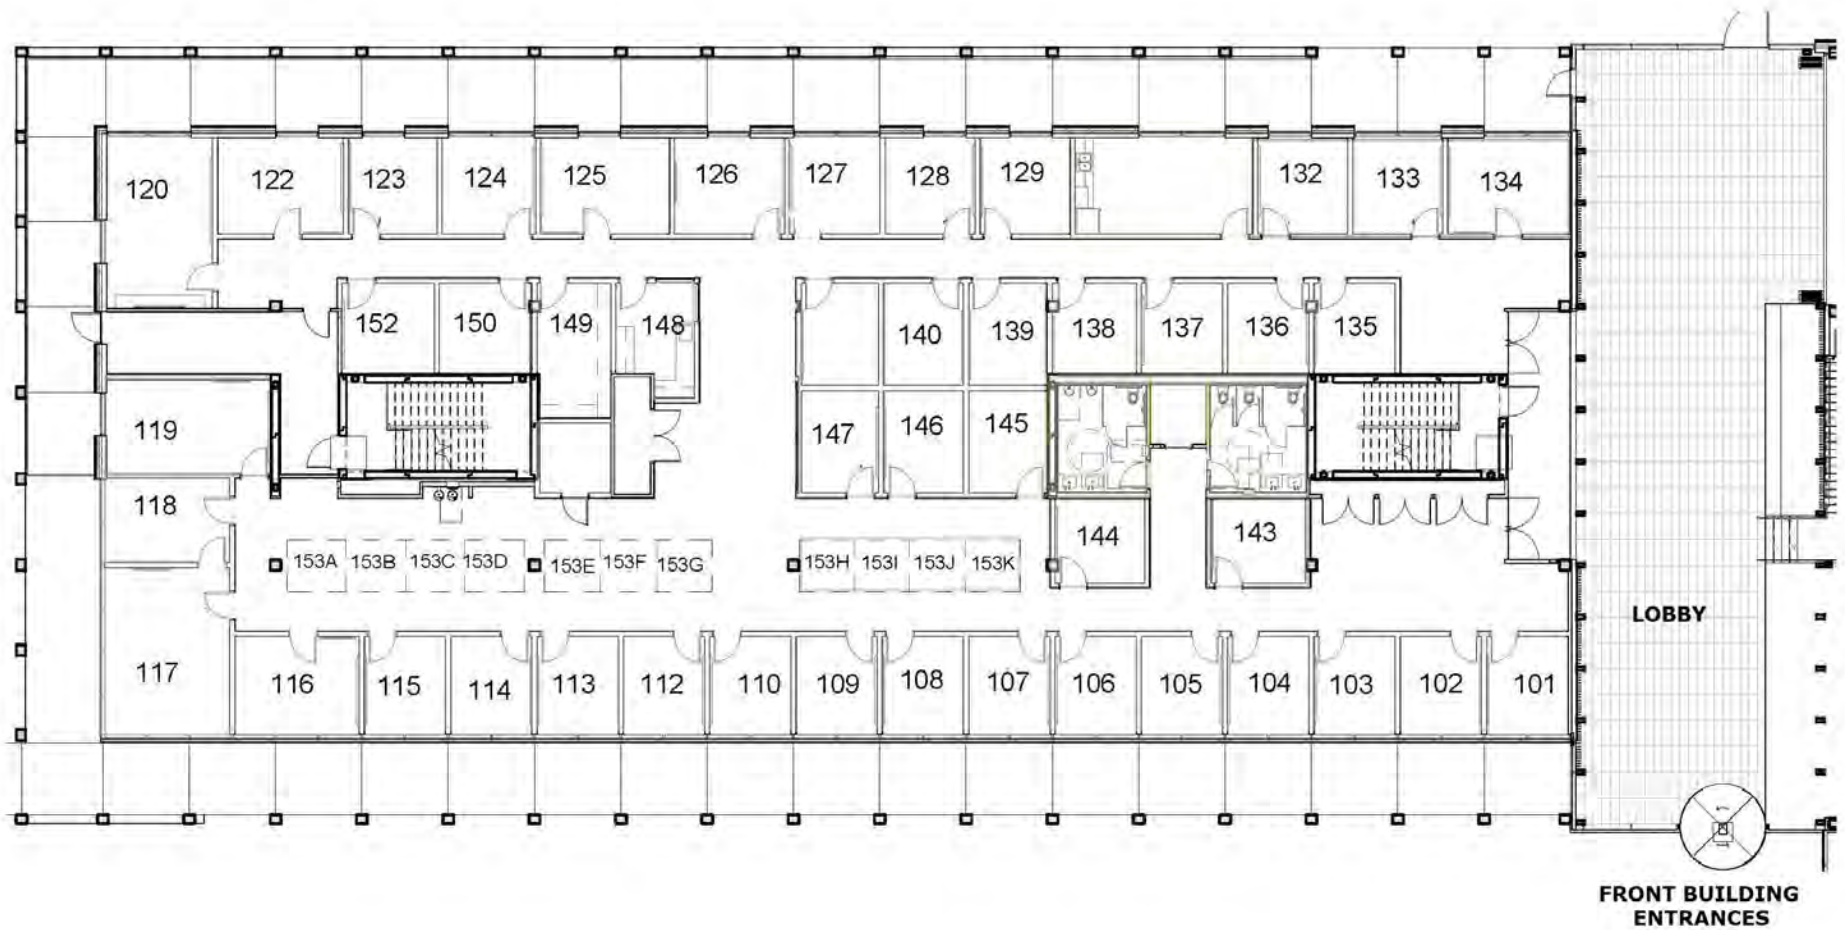 120 122 123 124 125 126 127 128 129 132 133 134
152 150 149 148 140 139 138 137 136 135
119 147 146 145
118 144 143
153A 153B 153C 153D 153E 153F 153G 153H 153I 153J 153K
LOBBY
117 116 115 114 113 112 110 109 108 107 106 105 104 103 102 101
FRONT BUILDING
ENTRANCES